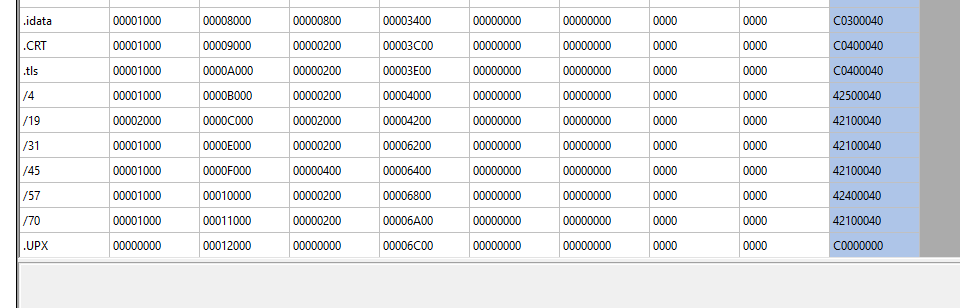 .idata 00001000 00008000 00000800 00003400 00000000 00000000 0000 0000 C0300040
.CRT 00001000 00009000 00000200 00003C00 00000000 00000000 0000 0000 C0400040
.tls 00001000 0000A000 00000200 00003E00 00000000 00000000 0000 0000 C0400040
/4 00001000 0000B000 00000200 00004000 00000000 00000000 0000 0000 42500040
/19 00002000 0000C000 00002000 00004200 00000000 00000000 0000 0000 42100040
/31 00001000 0000E000 00000200 00006200 00000000 00000000 0000 0000 42100040
/45 00001000 0000F000 00000400 00006400 00000000 00000000 0000 0000 42100040
/57 00001000 00010000 00000200 00006800 00000000 00000000 0000 0000 42400040
/70 00001000 00011000 00000200 00006A00 00000000 00000000 0000 0000 42100040
.UPX 00000000 00012000 00000000 00006C00 00000000 00000000 0000 0000 C0000000